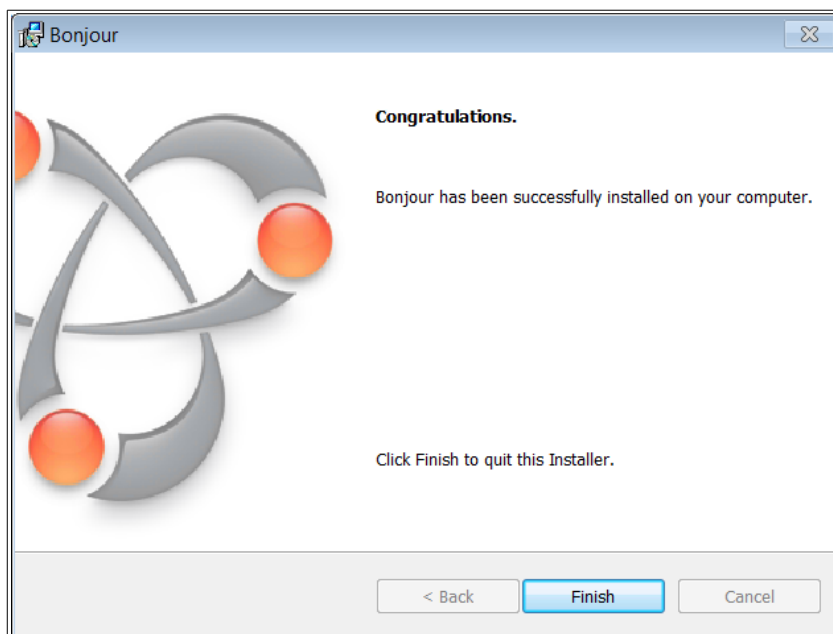 Bonjour
Congratulations.
Bonjour has been successfully installed on your computer.
Click Finish to quit this Installer.
< Back
Finish
Cancel